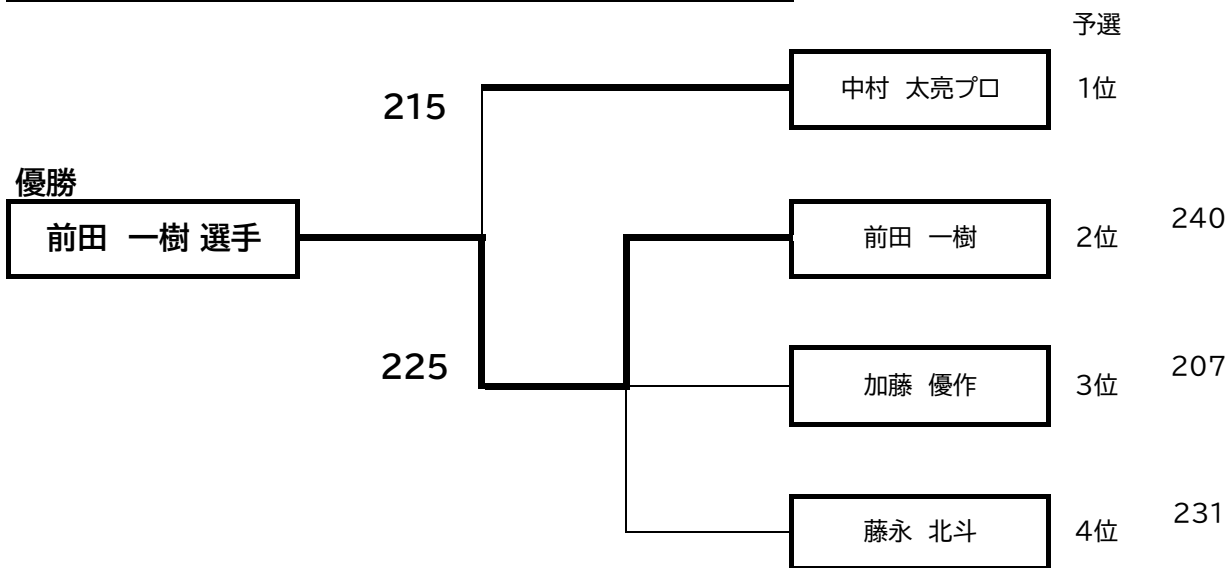 予選
中村 太亮プロ 1位
215
優勝
前田 一樹 選手
前田 一樹 2位 240
225
加藤 優作 3位 207
藤永 北斗 4位 231